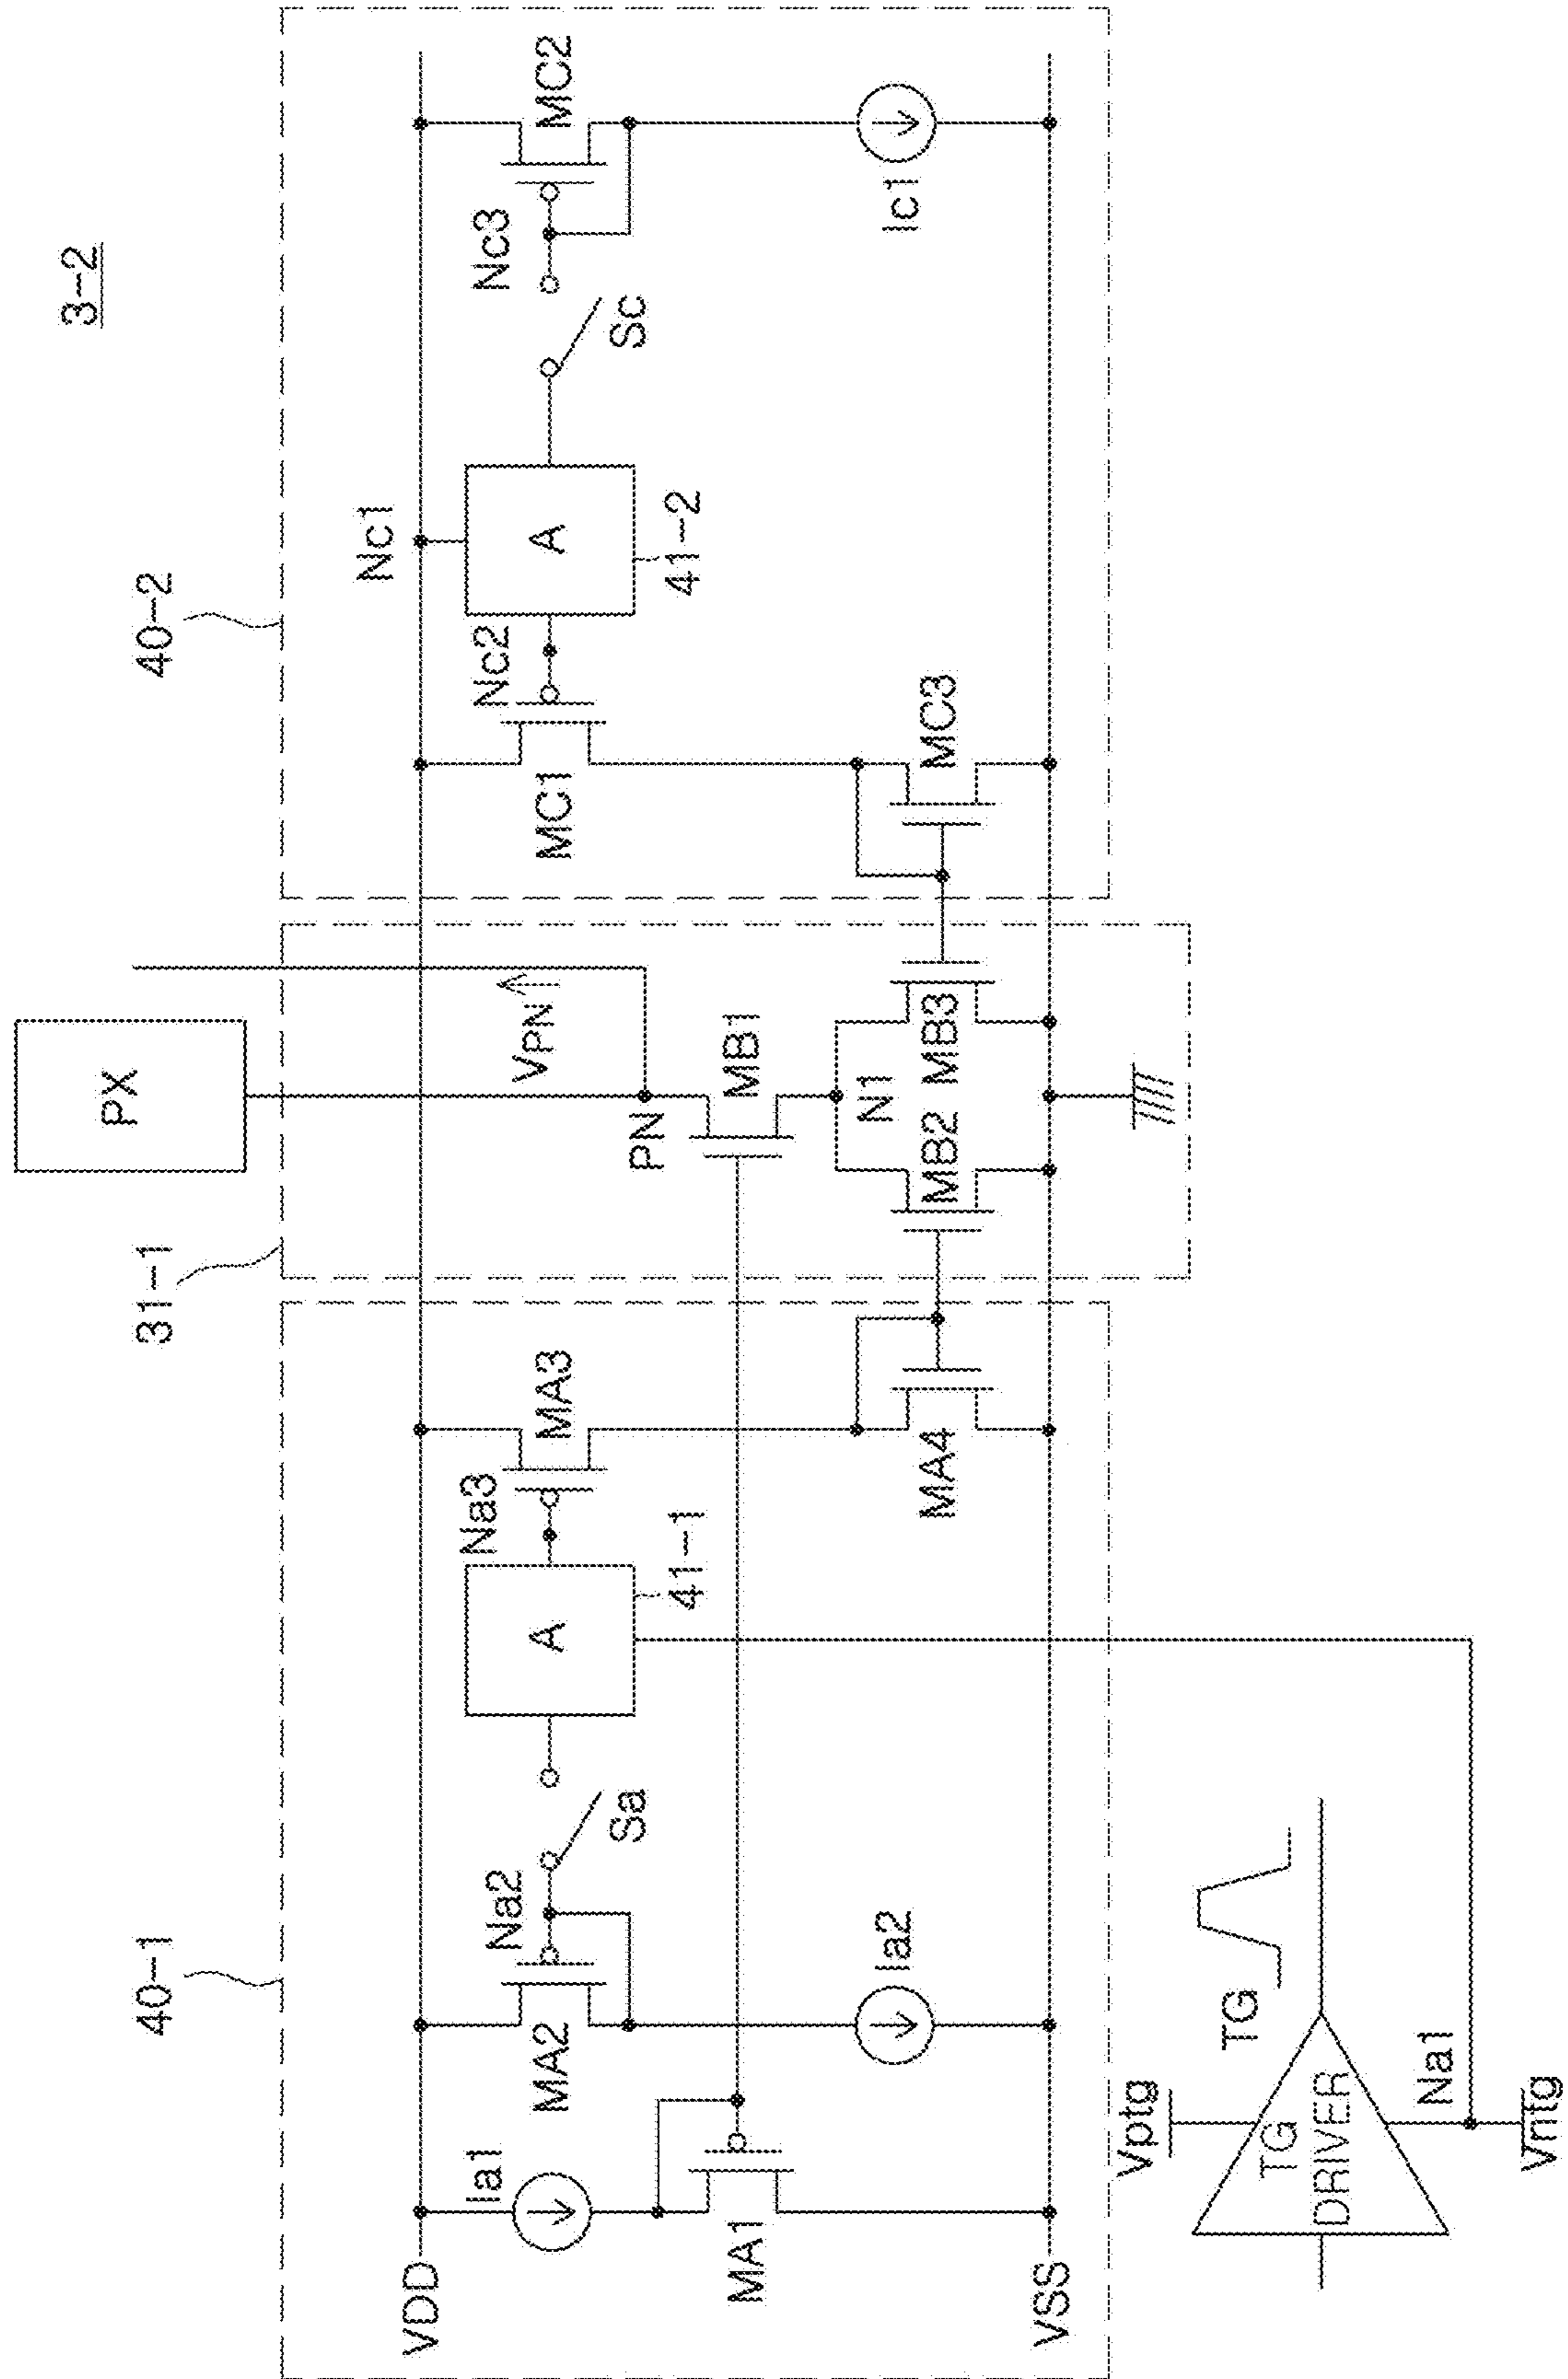 3-2
40-1
31-1
40-2
PX
VDD
Ia1
MA1
MA2
Na2
Sa
Ia2
A
41-1
Na3
MA3
MA4
VPN
PN
MB1
N1
MB2
MB3
Nc1
MC1
Nc2
A
41-2
Sc
Nc3
MC2
Ic1
MC3
VSS
Vptg
TG
TG
DRIVER
Na1
Vntg